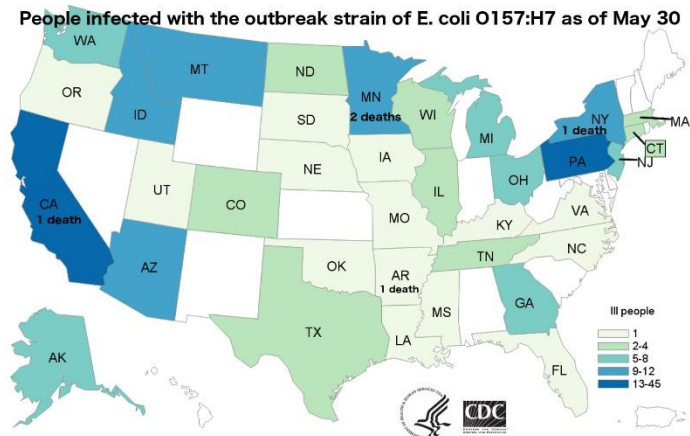 People infected with the outbreak strain of E. coli O157:H7 as of May 30
WA
MT
ND
OR
MN
2 deaths
ID
SD
WI
NY
1 death
MA
MI
CT
IA
PA
NJ
NE
OH
CA
1 death
UT
CO
IL
MO
KY
VA
AZ
OK
TN
NC
AR
1 death
MS
GA
TX
LA
AK
FL
Ill people
1
2-4
5-8
9-12
13-45
CDC